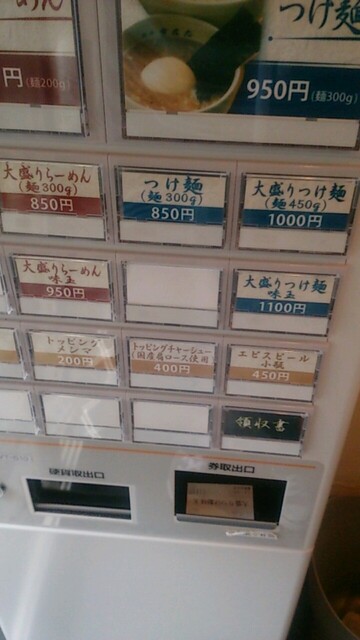 めん
円(麺200g)
つけ麺
950円(麺300g)
大盛りらーめん
(麺300g)
850円
つけ麺
(麺300g)
850円
大盛りつけ麺
(麺450g)
1000円
大盛りらーめん
味玉
950円
大盛りつけ麺
味玉
1100円
トッピング
メンマ
200円
トッピングチャーシュー
(国産肩ロース使用)
400円
エビスビール
小瓶
450円
領収書
硬貨取出口
券取出口